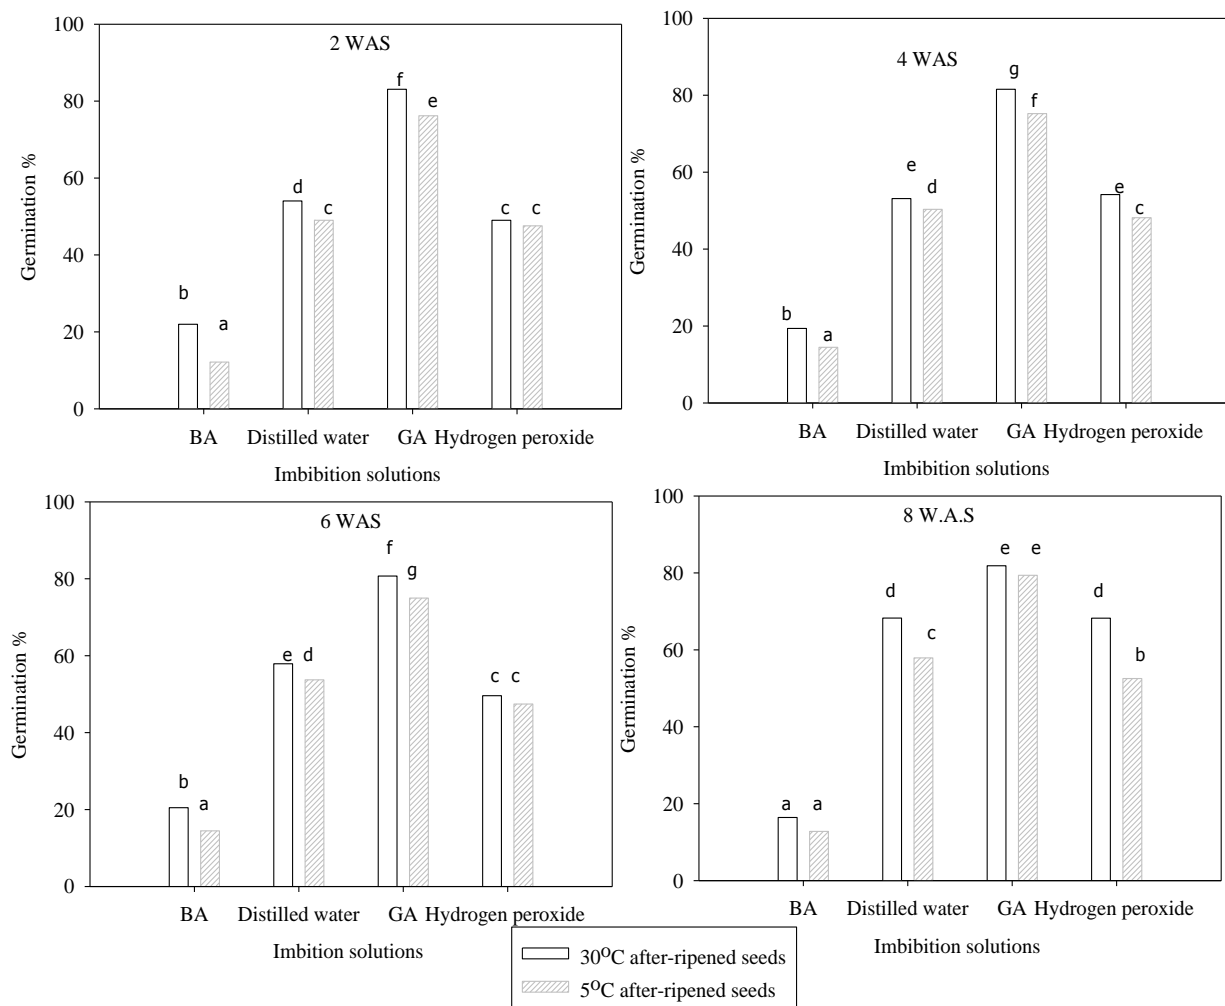 2 WAS
Germination %
100
80
60
40
20
0
b
a
d
c
f
e
c
c
BA
Distilled water
GA
Hydrogen peroxide
Imbibition solutions
4 WAS
Germination %
100
80
60
40
20
0
b
a
e
d
g
f
e
c
BA
Distilled water
GA
Hydrogen peroxide
Imbibition solutions
6 WAS
Germination %
100
80
60
40
20
0
b
a
e
d
f
g
c
c
BA
Distilled water
GA
Hydrogen peroxide
Imbition solutions
8 W.A.S
Germination %
100
80
60
40
20
0
a
a
d
c
e
e
d
b
BA
Distilled water
GA
Hydrogen peroxide
Imbibition solutions
30°C after-ripened seeds
5°C after-ripened seeds